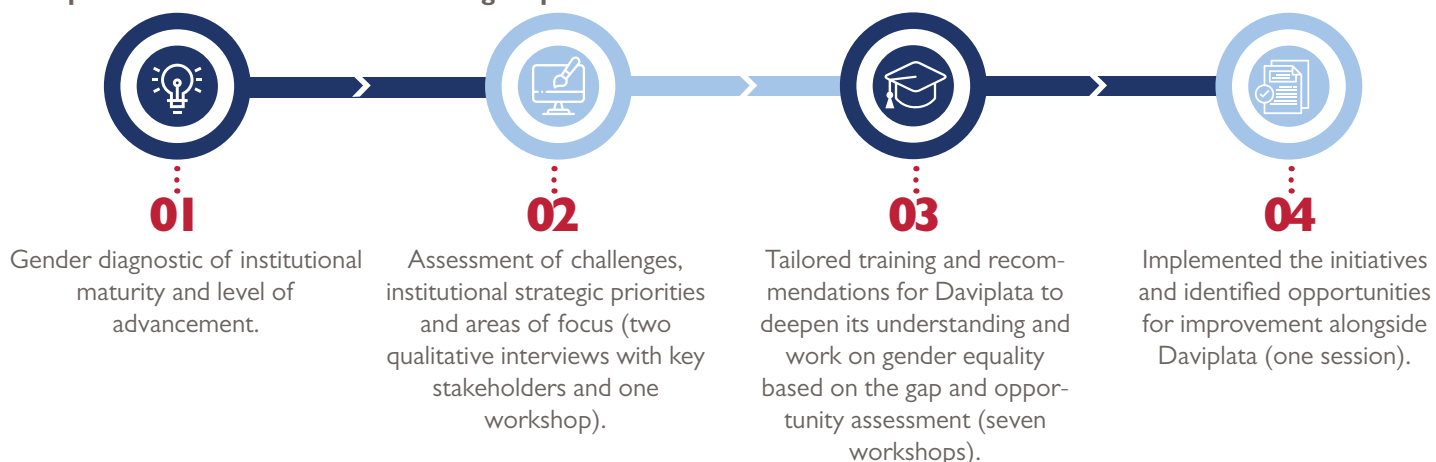 01
Gender diagnostic of institutional
maturity and level of
advancement.
02
Assessment of challenges,
institutional strategic priorities
and areas of focus (two
qualitative interviews with key
stakeholders and one
workshop).
03
Tailored training and recom-
mendations for Daviplata to
deepen its understanding and
work on gender equality
based on the gap and oppor-
tunity assessment (seven
workshops).
04
Implemented the initiatives
and identified opportunities
for improvement alongside
Daviplata (one session).